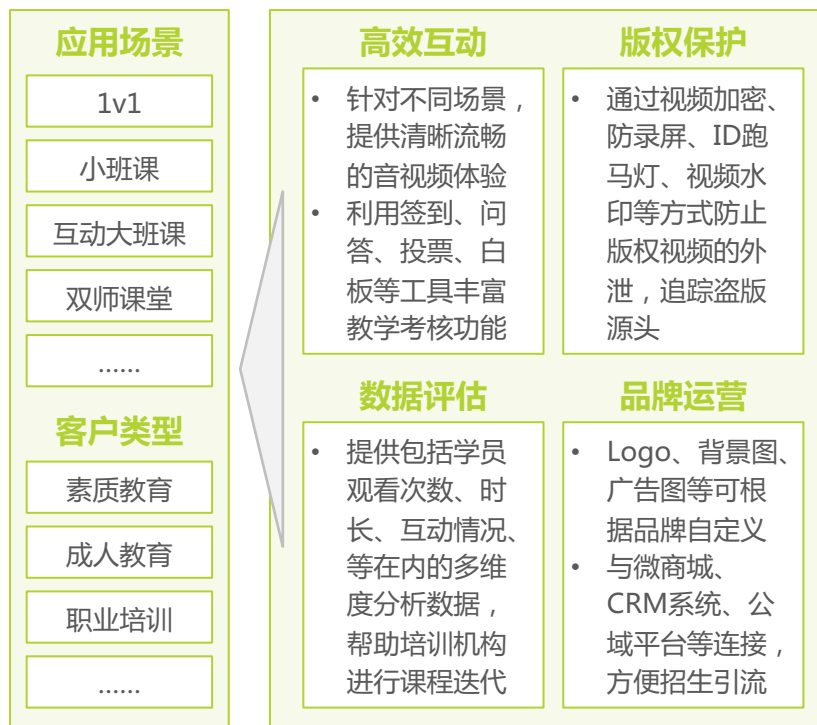 应用场景
1v1
小班课
互动大班课
双师课堂
……
客户类型
素质教育
成人教育
职业培训
……
高效互动
• 针对不同场景，
提供清晰流畅
的音视频体验
• 利用签到、问
答、投票、白
板等工具丰富
教学考核功能
版权保护
• 通过视频加密、
防录屏、ID跑
马灯、视频水
印等方式防止
版权视频的外
泄，追踪盗版
源头
数据评估
• 提供包括学员
观看次数、时
长、互动情况、
等在内的多维
度分析数据，
帮助培训机构
进行课程迭代
品牌运营
• Logo、背景图、
广告图等可根
据品牌自定义
• 与微商城、
CRM系统、公
域平台等连接，
方便招生引流